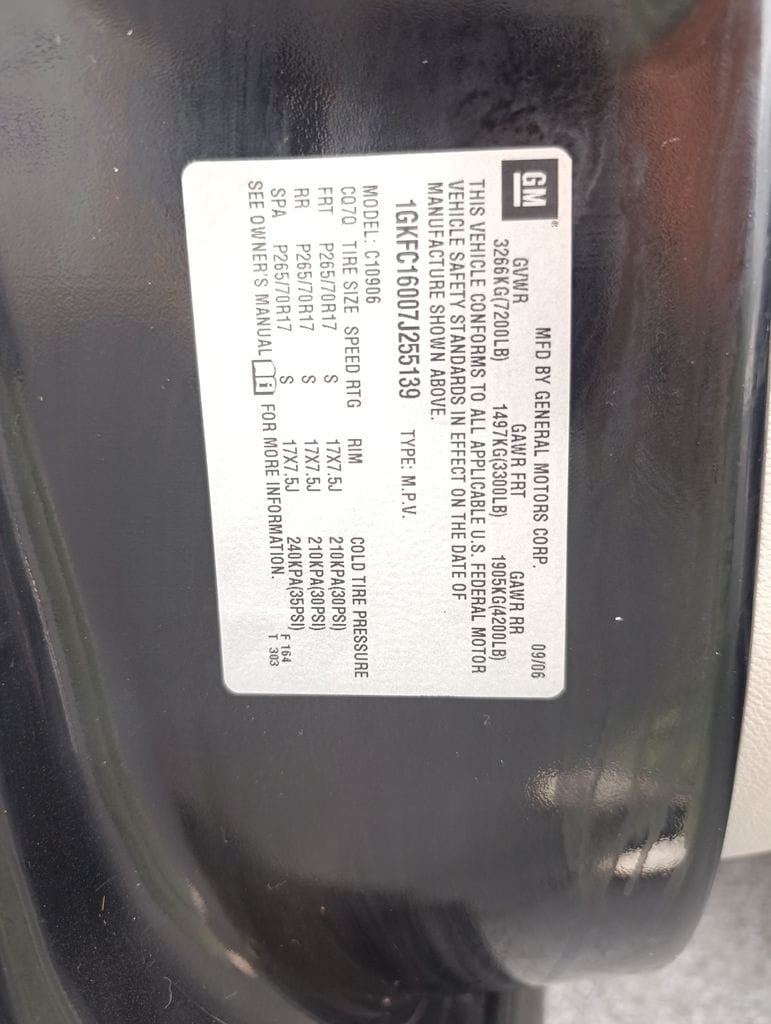 GM®
MFD BY GENERAL MOTORS CORP. 09/06
GVWR GAWR FRT GAWR RR
3266KG(7200LB) 1497KG(3300LB) 1905KG(4200LB)
THIS VEHICLE CONFORMS TO ALL APPLICABLE U.S. FEDERAL MOTOR
VEHICLE SAFETY STANDARDS IN EFFECT ON THE DATE OF
MANUFACTURE SHOWN ABOVE.
1GKFC16007J255139 TYPE: M.P.V.
MODEL: C10906
CQ7Q TIRE SIZE SPEED RTG RIM COLD TIRE PRESSURE
FRT P265/70R17 S 17X7.5J 210KPA(30PSI)
RR P265/70R17 S 17X7.5J 210KPA(30PSI)
SPA P265/70R17 S 17X7.5J 240KPA(35PSI)
SEE OWNER'S MANUAL FOR MORE INFORMATION.
F 164
T 303